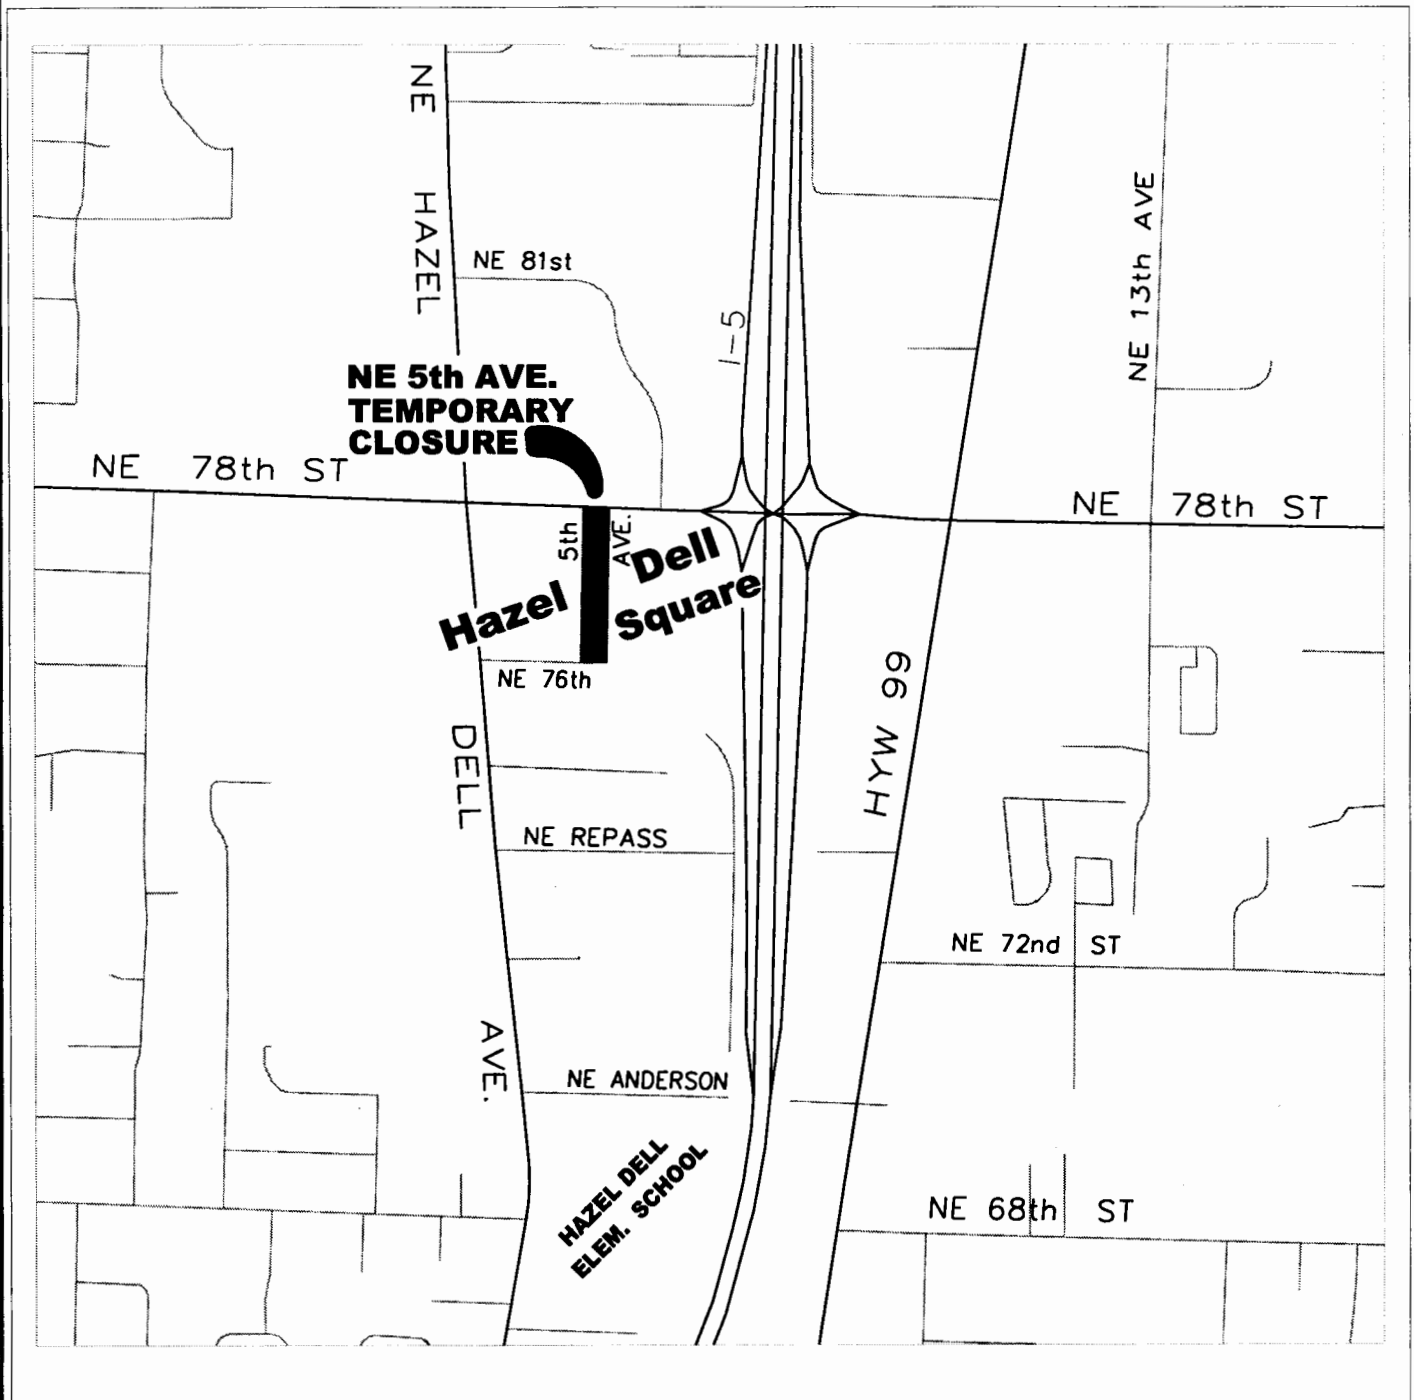 NE HAZEL DELL AVE.
NE 81st
I-5
NE 13th AVE
NE 5th AVE.
TEMPORARY
CLOSURE
NE 78th ST
NE 78th ST
5th AVE.
Hazel Dell
Square
NE 76th
HYW 99
NE REPASS
NE 72nd ST
NE ANDERSON
HAZEL DELL
ELEM. SCHOOL
NE 68th ST